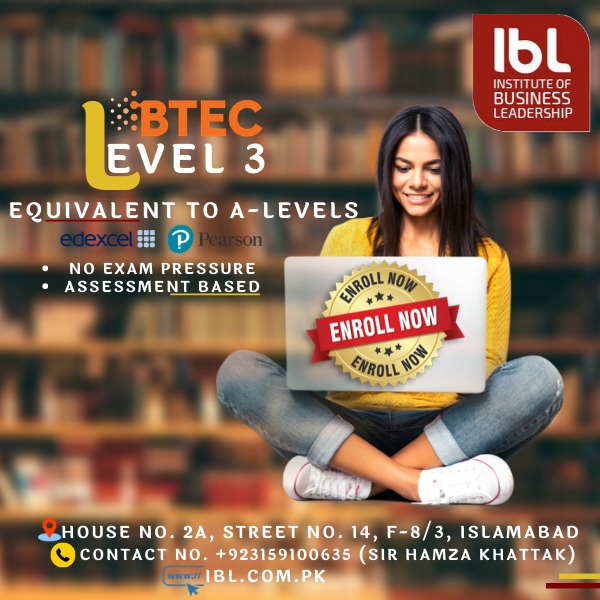 IbL
INSTITUTE OF
BUSINESS
LEADERSHIP
BTEC
LEVEL 3
EQUIVALENT TO A-LEVELS
edexcel Pearson
• NO EXAM PRESSURE
• ASSESSMENT BASED
ENROLL NOW
ENROLL NOW
ENROLL NOW
HOUSE NO. 2A, STREET NO. 14, F-8/3, ISLAMABAD
CONTACT NO. +923159100635 (SIR HAMZA KHATTAK)
www:// IBL.COM.PK